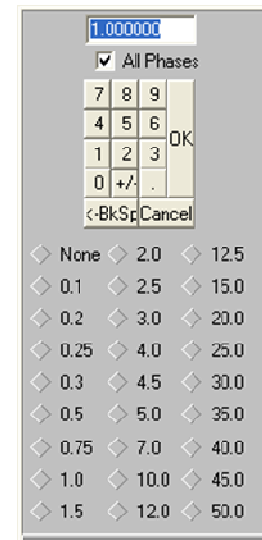 1.000000
All Phases
7 8 9
4 5 6 OK
1 2 3
0 +/- .
<-BkSp Cancel
None 2.0 12.5
0.1 2.5 15.0
0.2 3.0 20.0
0.25 4.0 25.0
0.3 4.5 30.0
0.5 5.0 35.0
0.75 7.0 40.0
1.0 10.0 45.0
1.5 12.0 50.0